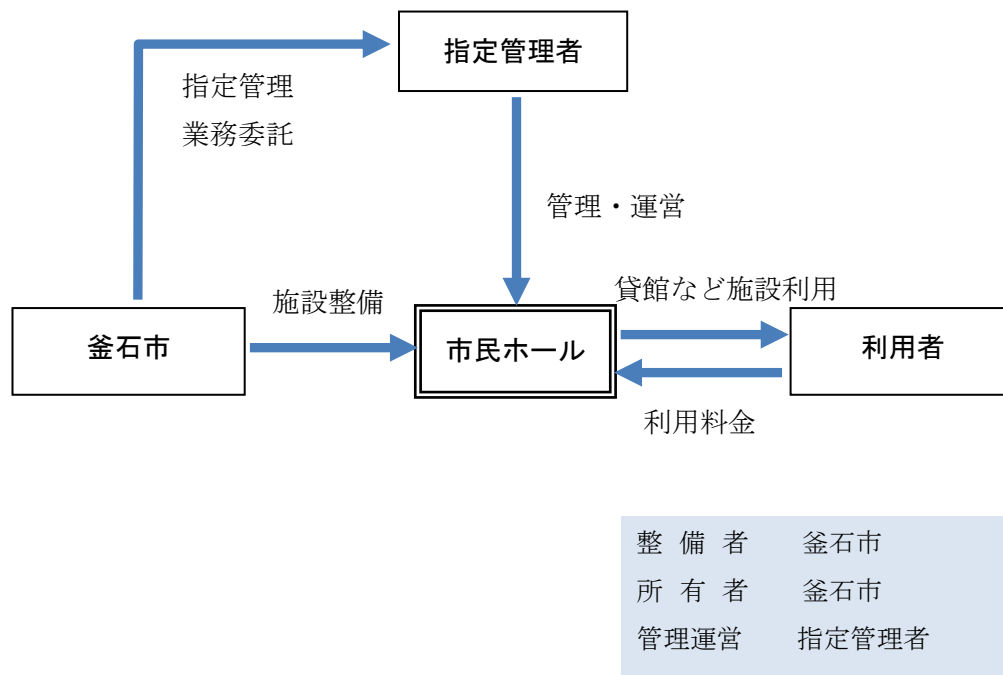 指定管理者
指定管理
業務委託
管理・運営
施設整備
貸館など施設利用
釜石市
市民ホール
利用者
利用料金
整 備 者　釜石市
所 有 者　釜石市
管理運営　指定管理者